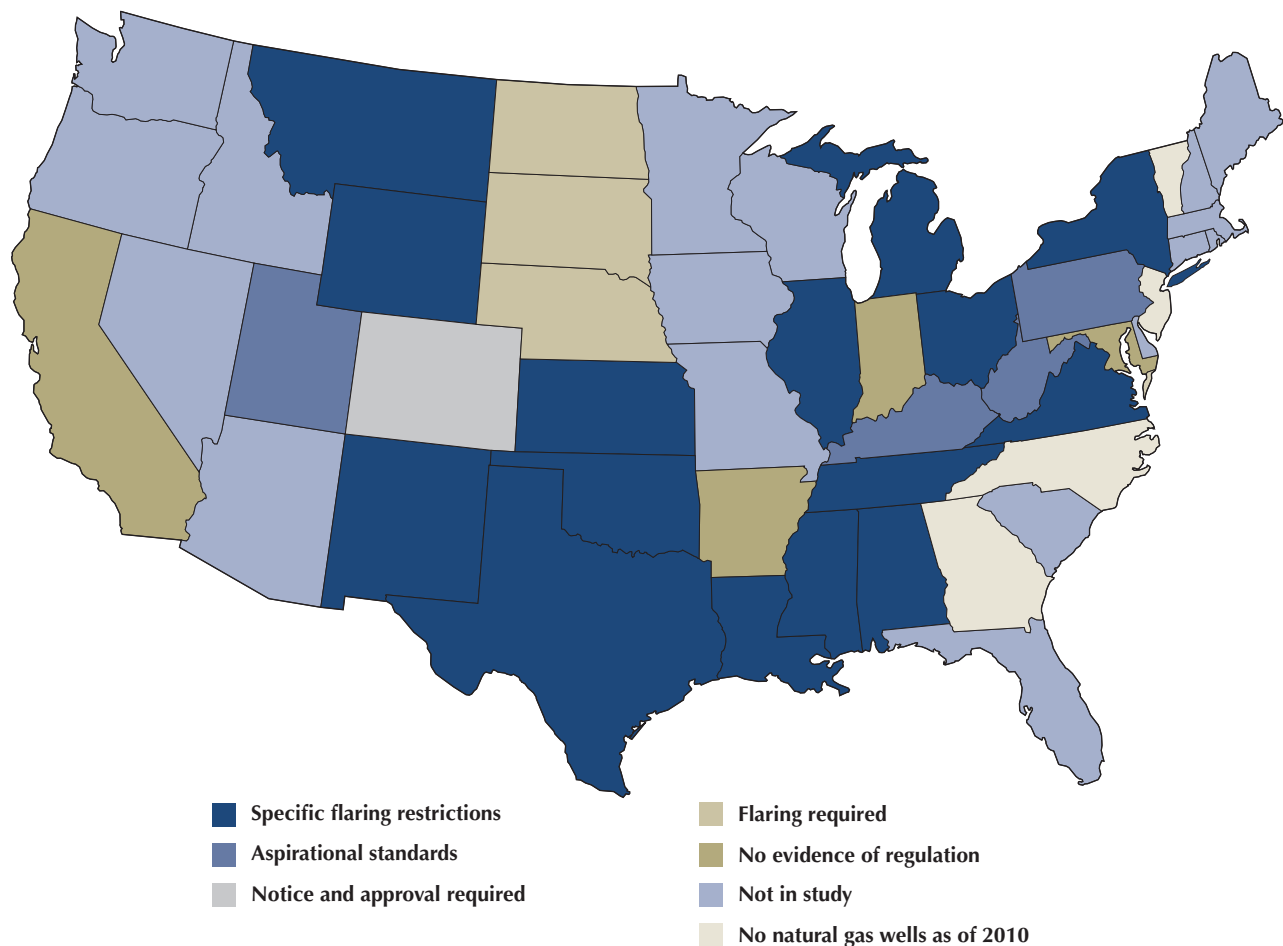 Specific flaring restrictions
Aspirational standards
Notice and approval required
Flaring required
No evidence of regulation
Not in study
No natural gas wells as of 2010